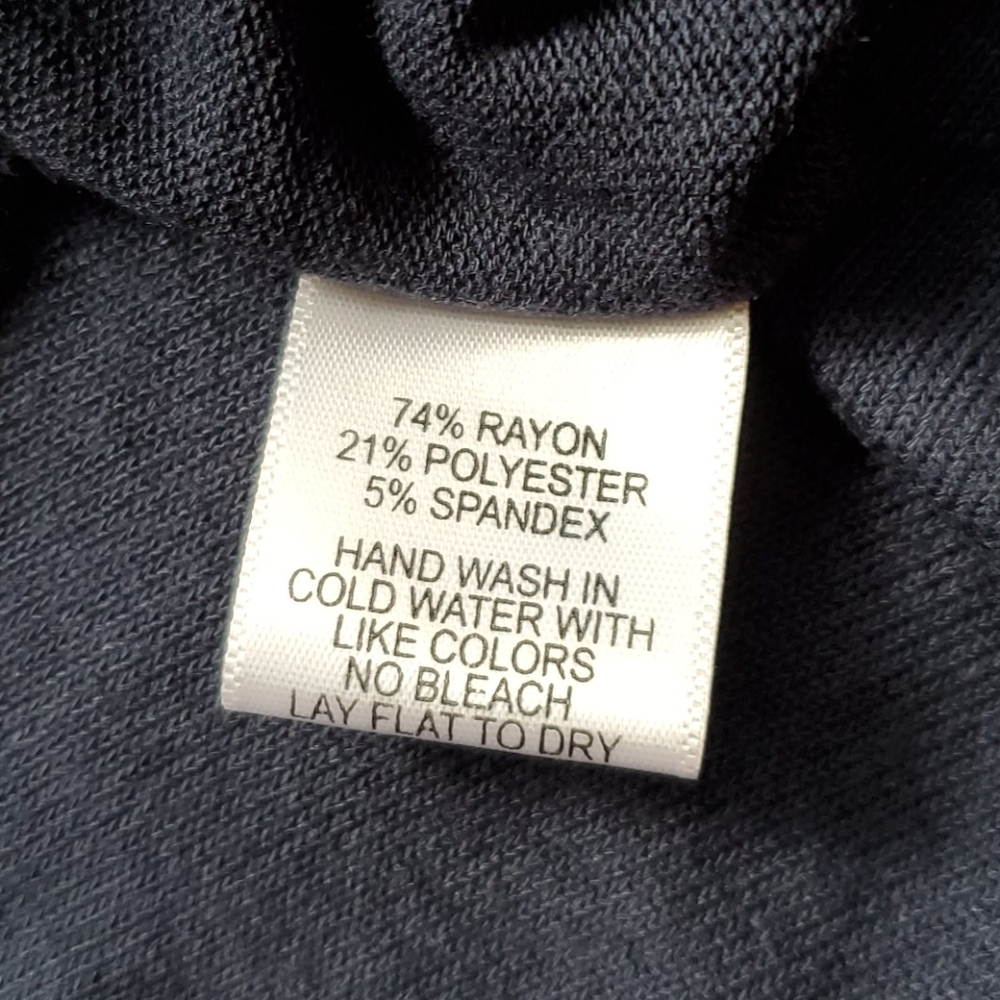 74% RAYON
21% POLYESTER
5% SPANDEX
HAND WASH IN
COLD WATER WITH
LIKE COLORS
NO BLEACH
LAY FLAT TO DRY